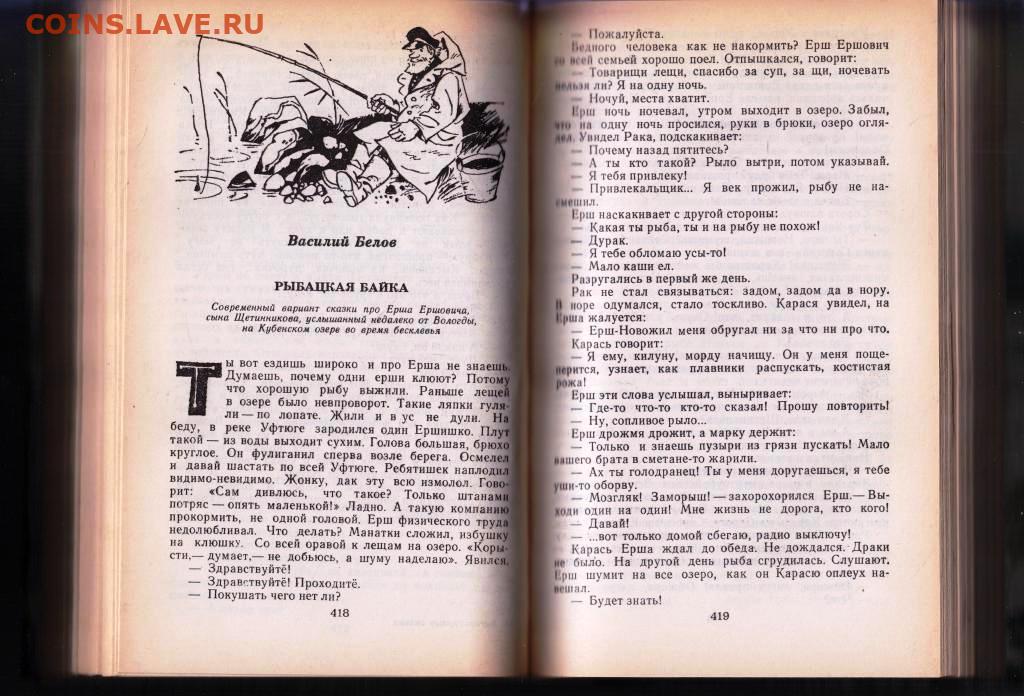 COINS.LAVE.RU
Василий Белов
РЫБАЦКАЯ БАЙКА
Современный вариант сказки про Ерша Ершовича,
сына Щетинникова, услышанный недалеко от Вологды,
на Кубенском озере во время бесклевья
Ты вот ездишь широко и про Ерша не знаешь.
Думаешь, почему одни ерши клюют? Потому
что хорошую рыбу выжили. Раньше лещей
в озере было невпроворот. Такие ляпки гуля-
ли — по лопате. Жили и в ус не дули. На
беду, в реке Уфтюге зародился один Ершишко. Плут
такой — из воды выходит сухим. Голова большая, брюхо
круглое. Он фулиганил сперва возле берега. Осмелел
и давай шастать по всей Уфтюге. Ребятишек наплодил
видимо-невидимо. Жонку, дак эту всю измолол. Гово-
рит: «Сам дивлюсь, что такое? Только штанами
потряс — опять маленькой!» Ладно. А такую компанию
прокормить, не одной головой. Ерш физического труда
недолюбливал. Что делать? Манатки сложил, избушку
на клюшку. Со всей оравой к лещам на озеро. «Коры-
сти,— думает,— не добьюсь, а шуму наделаю». Явился.
— Здравствуйтё!
— Здравствуйтё! Проходитё.
— Покушать чего нет ли?
418
— Пожалуйста.
Бедного человека как не накормить? Ерш Ершович
со всей семьей хорошо поел. Отпышкался, говорит:
— Товарищи лещи, спасибо за суп, за щи, ночевать
нельзя ли? Я на одну ночь.
— Ночуй, места хватит.
Ерш ночь ночевал, утром выходит в озеро. Забыл,
что на одну ночь просился, руки в брюки, озеро огля-
дел. Увидел Рака, подскакивает:
— Почему назад пятитесь?
— А ты кто такой? Рыло вытри, потом указывай.
— Я тебя привлеку!
— Привлекальщик... Я век прожил, рыбу не на-
смешил.
Ерш наскакивает с другой стороны:
— Какая ты рыба, ты и на рыбу не похож!
— Дурак.
— Я тебе обломаю усы-то!
— Мало каши ел.
Разругались в первый же день.
Рак не стал связываться: задом, задом да в нору.
В норе одумался, стало тоскливо. Карася увидел, на
Ерша жалуется:
— Ерш-Новожил меня обругал ни за что ни про что.
Карась говорит:
— Я ему, килуну, морду начищу. Он у меня поще-
перится, узнает, как плавники распускать, костистая
рожа!
Ерш эти слова услышал, выныривает:
— Где-то что-то кто-то сказал! Прошу повторить!
— Ну, сопливое рыло...
Ерш дрожмя дрожит, а марку держит:
— Только и знаешь пузыри из грязи пускать! Мало
вашего брата в сметане-то жарили.
— Ах ты голодранец! Ты у меня доругаешься, я тебе
уши-то оборву.
— Мозгляк! Заморыш! — захорохорился Ерш.— Вы-
ходи один на один! Мне жизнь не дорога, кто кого!
— Давай!
— ...вот только домой сбегаю, радио выключу!
Карась Ерша ждал до обеда. Не дождался. Драки
не было. На другой день рыба сгрудилась. Слушают.
Ерш шумит на все озеро, как он Карасю оплеух на-
вешал.
— Будет знать!
419